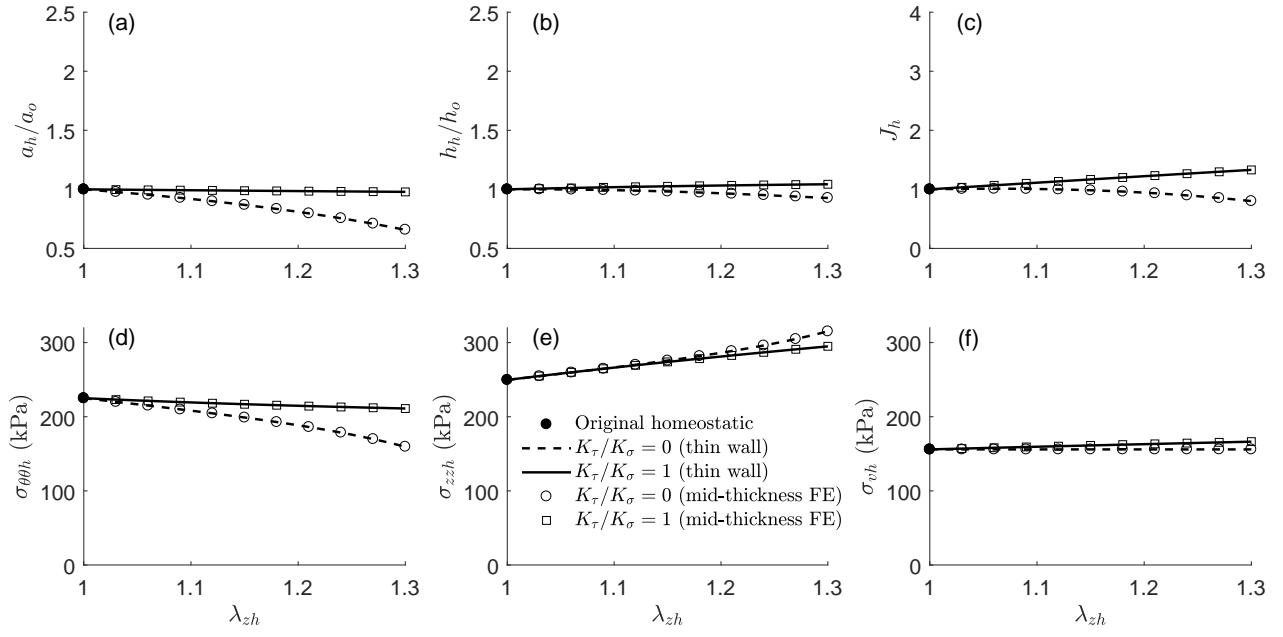 (a)
2.5
2
1.5
1
0.5
a_h/a_o
1
1.1
1.2
1.3
(b)
2.5
2
1.5
1
0.5
h_h/h_o
1
1.1
1.2
1.3
(c)
4
3
2
1
0
J_h
1
1.1
1.2
1.3
(d)
300
200
100
0
σ_θθh (kPa)
1
1.1
1.2
1.3
λ_zh
(e)
300
200
100
0
σ_zzh (kPa)
Original homeostatic
K_τ/K_σ = 0 (thin wall)
K_τ/K_σ = 1 (thin wall)
K_τ/K_σ = 0 (mid-thickness FE)
K_τ/K_σ = 1 (mid-thickness FE)
1
1.1
1.2
1.3
λ_zh
(f)
300
200
100
0
σ_vh (kPa)
1
1.1
1.2
1.3
λ_zh